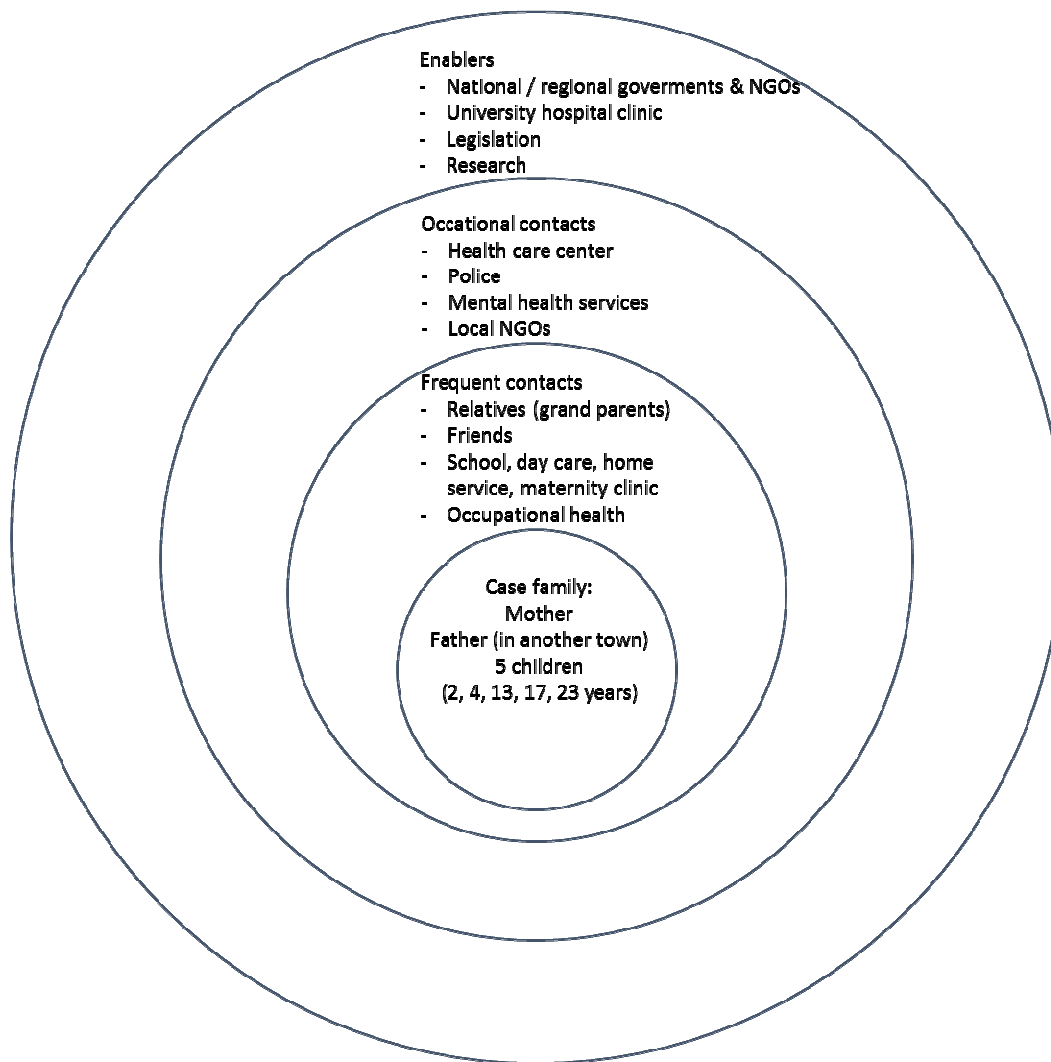 Enablers
- National / regional goverments & NGOs
- University hospital clinic
- Legislation
- Research
Occational contacts
- Health care center
- Police
- Mental health services
- Local NGOs
Frequent contacts
- Relatives (grand parents)
- Friends
- School, day care, home
service, maternity clinic
- Occupational health
Case family:
Mother
Father (in another town)
5 children
(2, 4, 13, 17, 23 years)